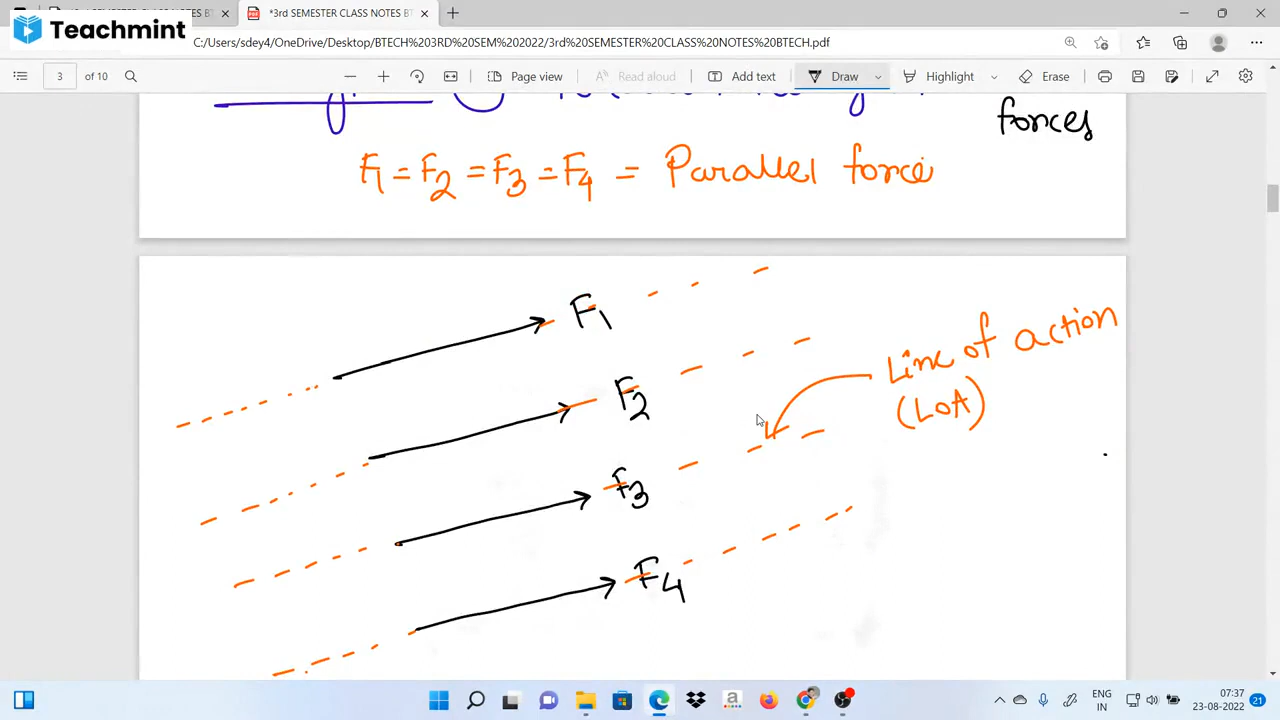 *3rd SEMESTER CLASS NOTES BT
Teachmint
C:/Users/sdey4/OneDrive/Desktop/BTECH%203RD%20SEM%202022/3rd%20SEMESTER%20CLASS%20NOTES%20BTECH.pdf
3 of 10 Page view Read aloud Add text Draw Highlight Erase
forces
F1 = F2 = F3 = F4 = Parallel force
F1
F2
F3
F4
Line of action
(LOA)
ENG
IN
07:37
23-08-2022
21